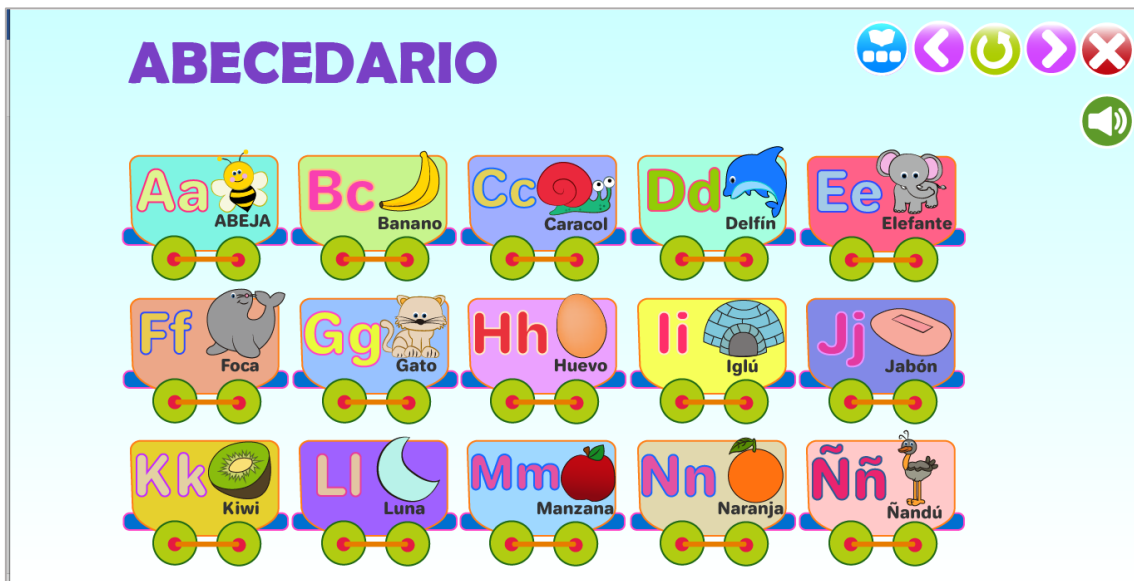 ABECEDARIO
Aa
ABEJA
Bc
Banano
Cc
Caracol
Dd
Delfín
Ee
Elefante
Ff
Foca
Gg
Gato
Hh
Huevo
Ii
Iglú
Jj
Jabón
Kk
Kiwi
Ll
Luna
Mm
Manzana
Nn
Naranja
Ññ
Ñandú